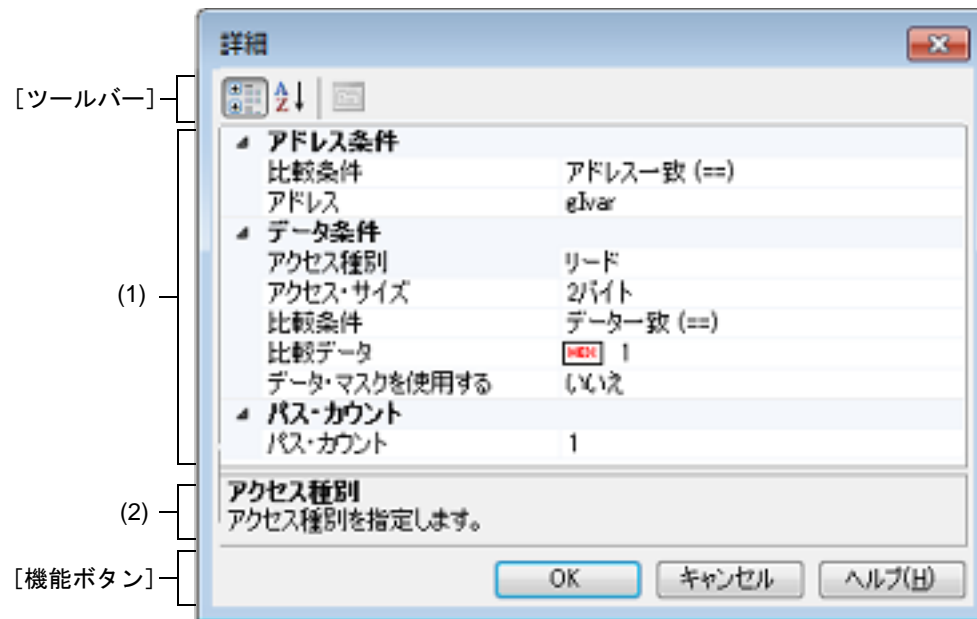 詳細
[ツールバー]
アドレス条件
比較条件 アドレス一致 (==)
アドレス glvar
データ条件
アクセス種別 リード
(1)
アクセス・サイズ 2バイト
比較条件 データ一致 (==)
比較データ HEX 1
データ・マスクを使用する いいえ
パス・カウント
パス・カウント 1
(2)
アクセス種別
アクセス種別を指定します。
[機能ボタン]
OK キャンセル ヘルプ(H)